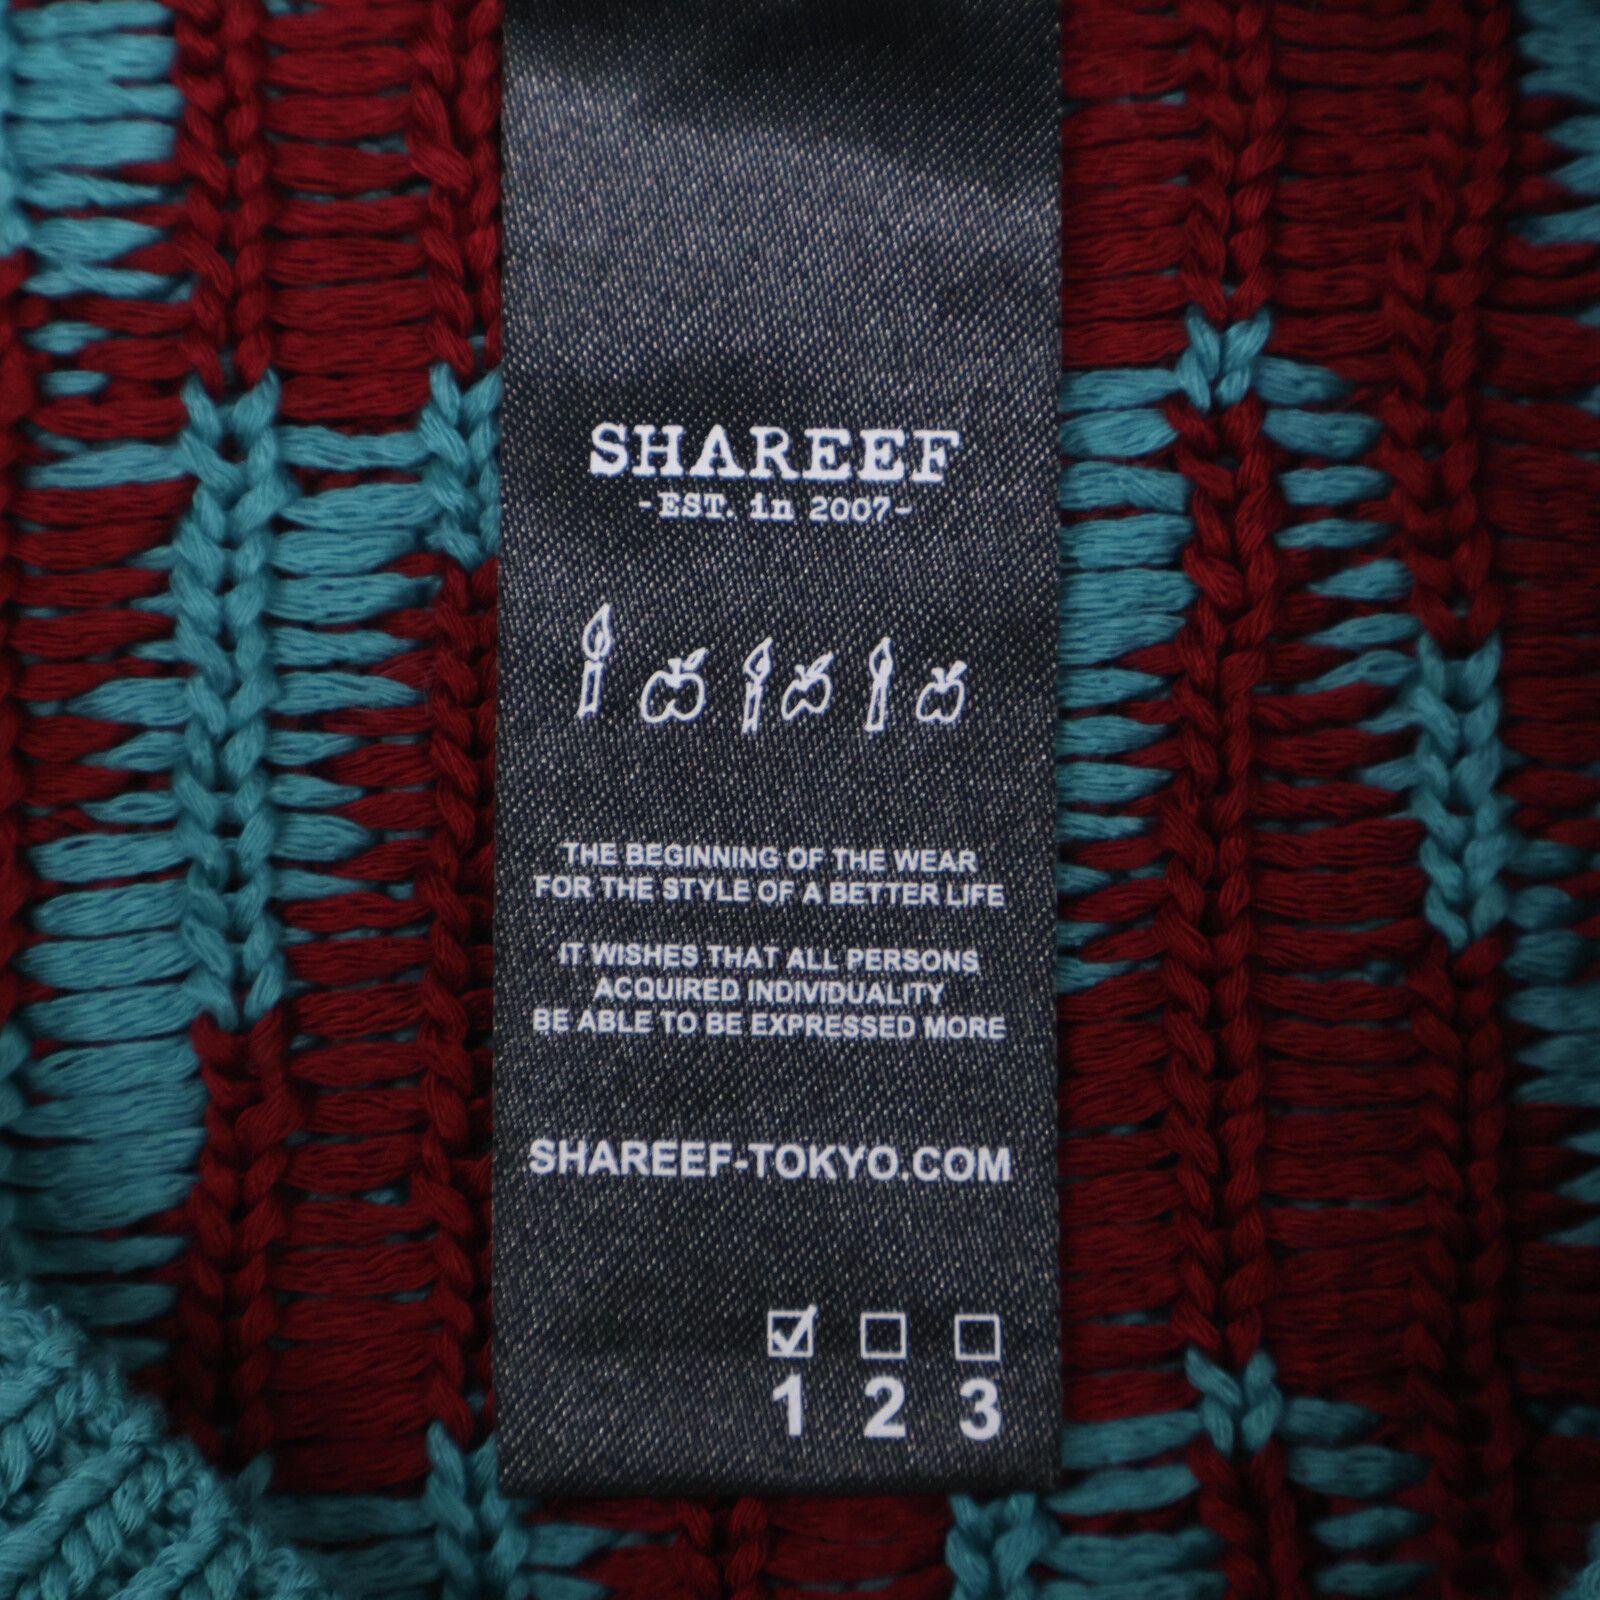 SHAREEF
-EST. in 2007-
THE BEGINNING OF THE WEAR
FOR THE STYLE OF A BETTER LIFE
IT WISHES THAT ALL PERSONS
ACQUIRED INDIVIDUALITY
BE ABLE TO BE EXPRESSED MORE
SHAREEF-TOKYO.COM
1 2 3